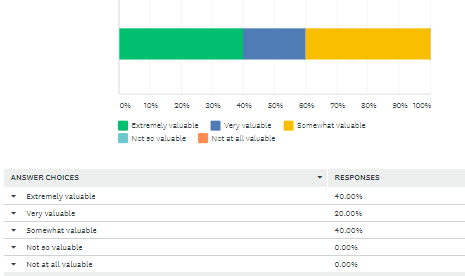 0% 10% 20% 30% 40% 50% 60% 70% 80% 90% 100%
Extremely valuable Very valuable Somewhat valuable
Not so valuable Not at all valuable
ANSWER CHOICES RESPONSES
Extremely valuable 40.00%
Very valuable 20.00%
Somewhat valuable 40.00%
Not so valuable 0.00%
Not at all valuable 0.00%